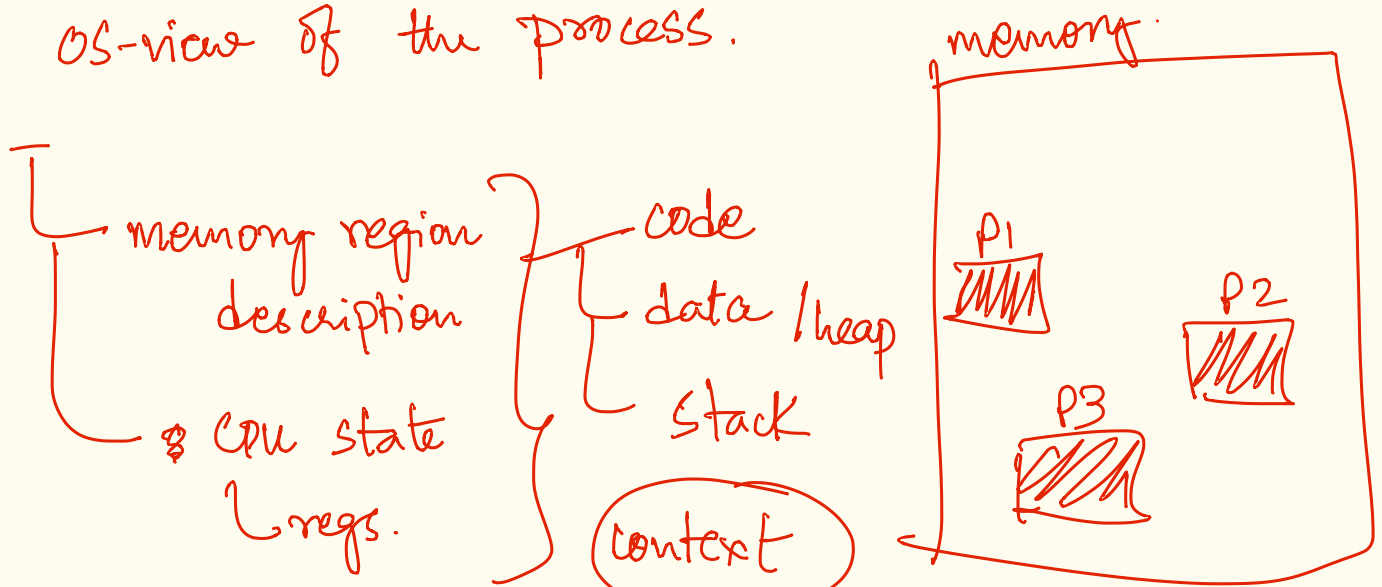 OS-view of the process.
memory
memory region
description
code
data / heap
stack
& CPU state
regs.
context
P1
P2
P3